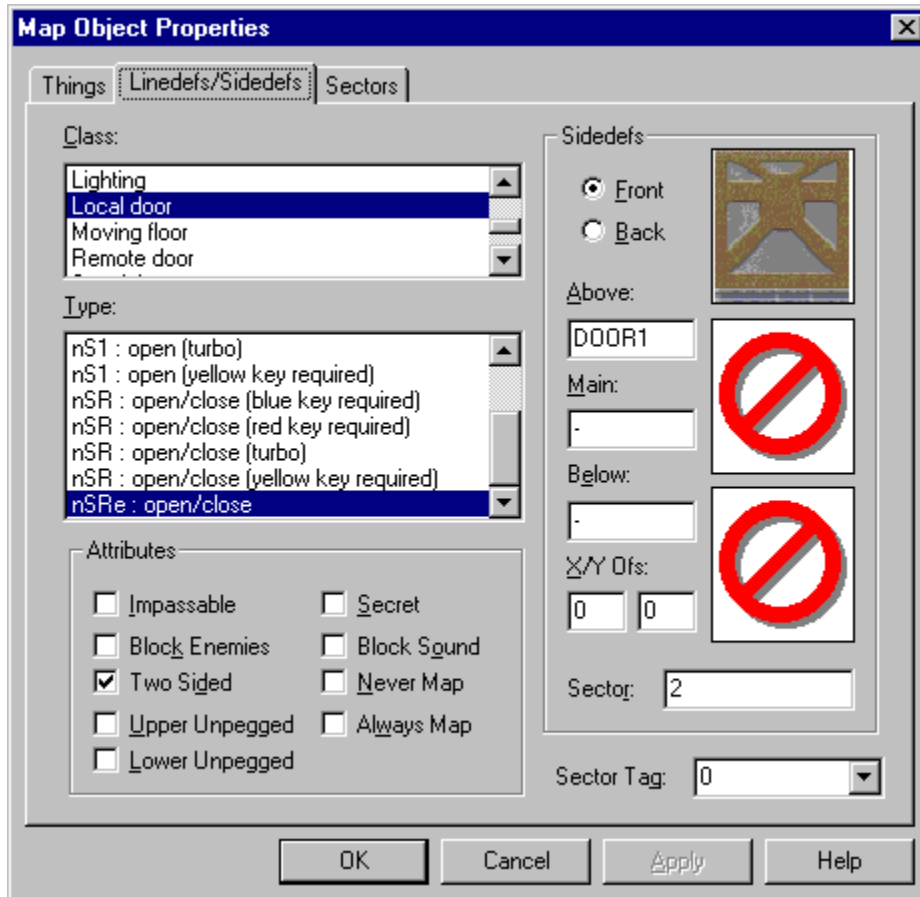 Map Object Properties
Things Linedefs/Sidedefs Sectors
Class:
Lighting
Local door
Moving floor
Remote door
Type:
nS1 : open (turbo)
nS1 : open (yellow key required)
nSR : open/close (blue key required)
nSR : open/close (red key required)
nSR : open/close (turbo)
nSR : open/close (yellow key required)
nSRe : open/close
Attributes
Impassable Secret
Block Enemies Block Sound
Two Sided Never Map
Upper Unpegged Always Map
Lower Unpegged
Sidedefs
Front
Back
Above:
DOOR1
Main:
-
Below:
-
X/Y Ofs:
0 0
Sector: 2
Sector Tag: 0
OK Cancel Apply Help